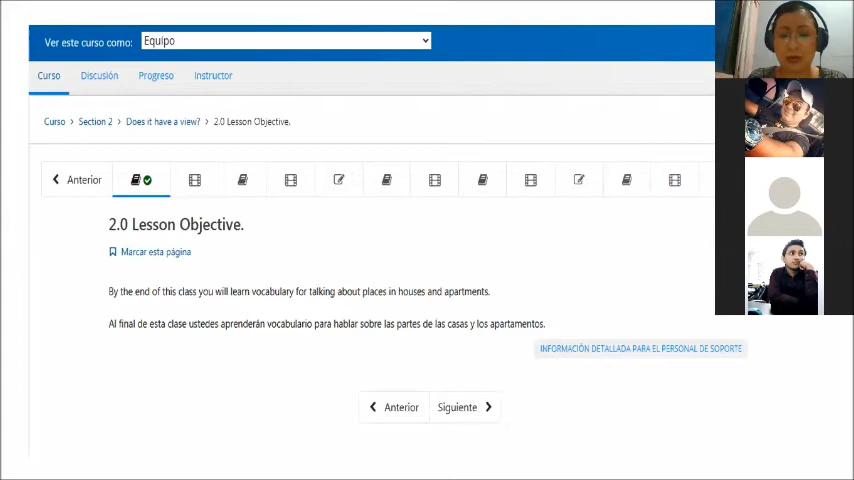 Ver este curso como: Equipo
Curso Discusión Progreso Instructor
Curso > Section 2 > Does it have a view? > 2.0 Lesson Objective.
Anterior
2.0 Lesson Objective.
Marcar esta página
By the end of this class you will learn vocabulary for talking about places in houses and apartments.
Al final de esta clase ustedes aprenderán vocabulario para hablar sobre las partes de las casas y los apartamentos.
INFORMACIÓN DETALLADA PARA EL PERSONAL DE SOPORTE
Anterior Siguiente